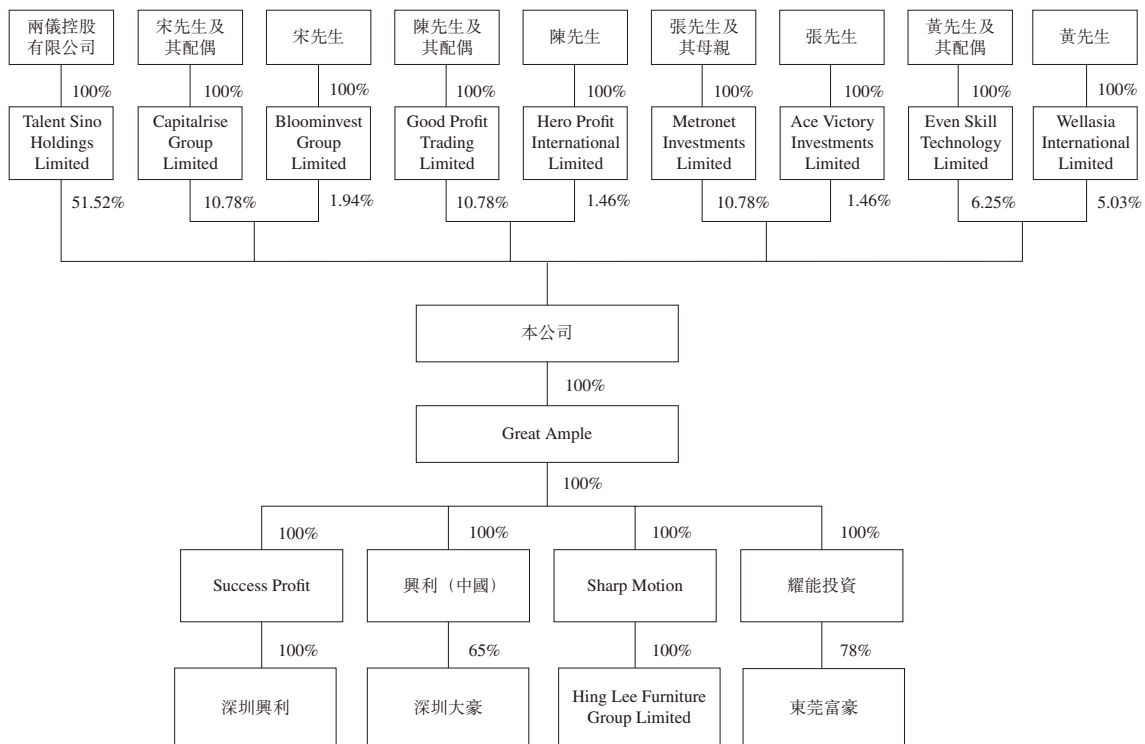 兩儀控股
有限公司
宋先生及
其配偶
宋先生
陳先生及
其配偶
陳先生
張先生及
其母親
張先生
黃先生及
其配偶
黃先生
100%
100%
100%
100%
100%
100%
100%
100%
100%
Talent Sino
Holdings
Limited
Capitalrise
Group
Limited
Bloominvest
Group
Limited
Good Profit
Trading
Limited
Hero Profit
International
Limited
Metronet
Investments
Limited
Ace Victory
Investments
Limited
Even Skill
Technology
Limited
Wellasia
International
Limited
51.52%
10.78%
1.94%
10.78%
1.46%
10.78%
1.46%
6.25%
5.03%
本公司
100%
Great Ample
100%
100%
100%
100%
100%
Success Profit
興利（中國）
Sharp Motion
耀能投資
100%
65%
100%
78%
深圳興利
深圳大豪
Hing Lee Furniture
Group Limited
東莞富豪